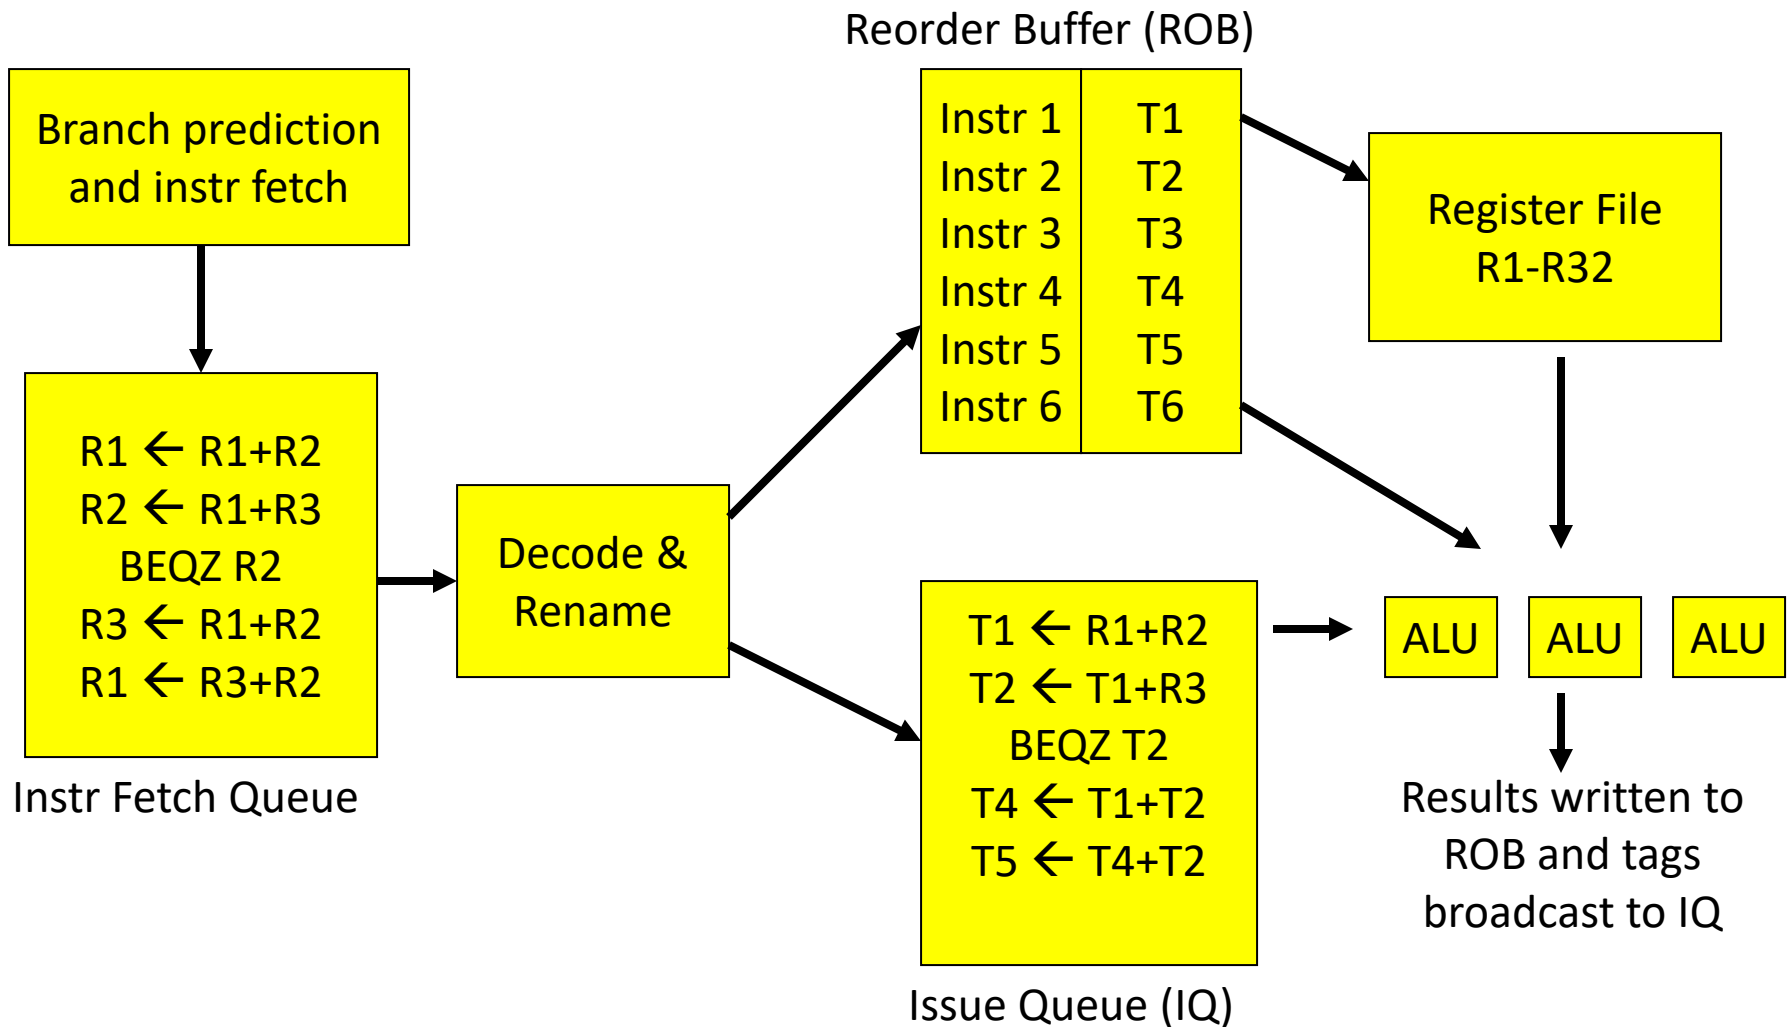 Reorder Buffer (ROB)
Branch prediction
and instr fetch
Instr 1 T1
Instr 2 T2
Instr 3 T3
Instr 4 T4
Instr 5 T5
Instr 6 T6
Register File
R1-R32
R1 ← R1+R2
R2 ← R1+R3
BEQZ R2
R3 ← R1+R2
R1 ← R3+R2
Instr Fetch Queue
Decode &
Rename
T1 ← R1+R2
T2 ← T1+R3
BEQZ T2
T4 ← T1+T2
T5 ← T4+T2
Issue Queue (IQ)
ALU ALU ALU
Results written to
ROB and tags
broadcast to IQ